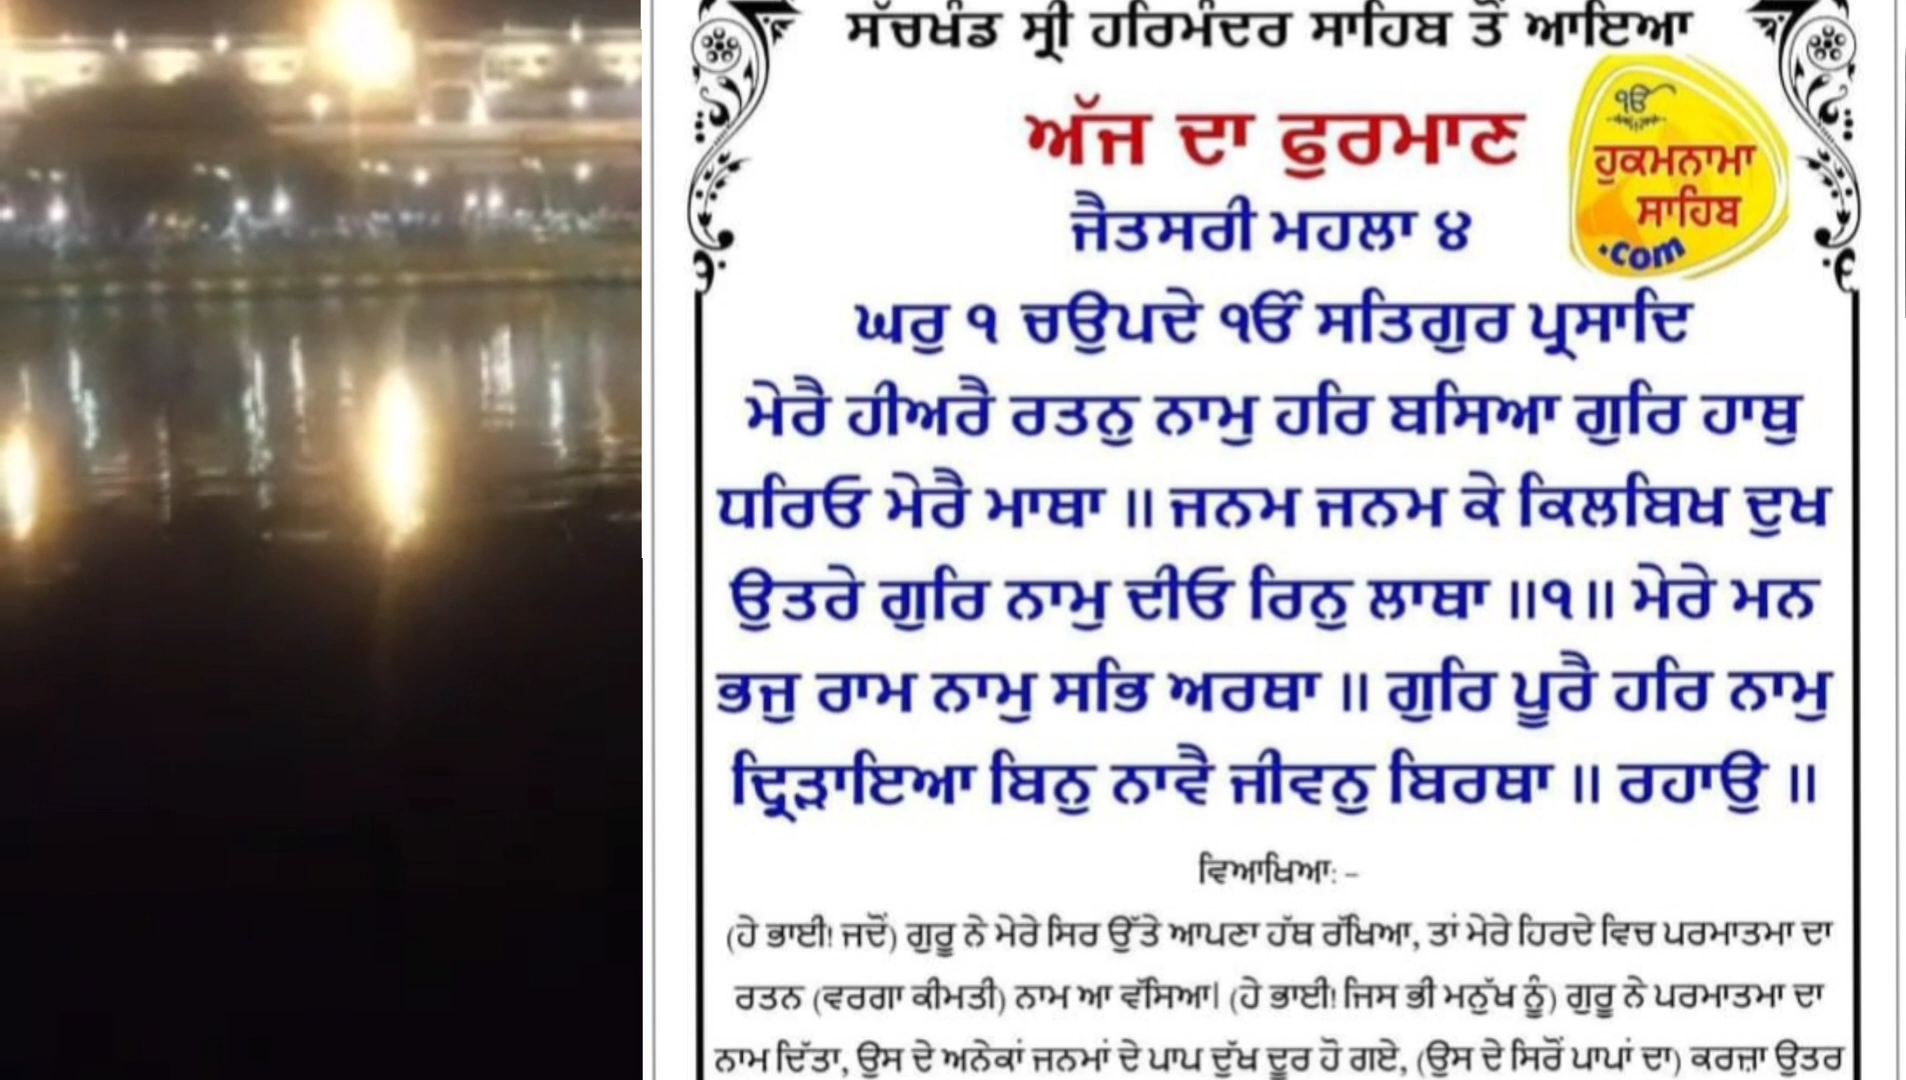 ਸੱਚਖੰਡ ਸ੍ਰੀ ਹਰਿਮੰਦਰ ਸਾਹਿਬ ਤੋਂ ਆਇਆ
ਅੱਜ ਦਾ ਫੁਰਮਾਣ
ੴ
ਹੁਕਮਨਾਮਾ
ਸਾਹਿਬ
.com
ਜੈਤਸਰੀ ਮਹਲਾ ੪
ਘਰੁ ੧ ਚਉਪਦੇ ੴ ਸਤਿਗੁਰ ਪ੍ਰਸਾਦਿ
ਮੇਰੈ ਹੀਅਰੈ ਰਤਨੁ ਨਾਮੁ ਹਰਿ ਬਸਿਆ ਗੁਰਿ ਹਾਥੁ
ਧਰਿਓ ਮੇਰੈ ਮਾਥਾ ॥ ਜਨਮ ਜਨਮ ਕੇ ਕਿਲਬਿਖ ਦੁਖ
ਉਤਰੇ ਗੁਰਿ ਨਾਮੁ ਦੀਓ ਰਿਨੁ ਲਾਥਾ ॥੧॥ ਮੇਰੇ ਮਨ
ਭਜੁ ਰਾਮ ਨਾਮੁ ਸਭਿ ਅਰਥਾ ॥ ਗੁਰਿ ਪੂਰੈ ਹਰਿ ਨਾਮੁ
ਦ੍ਰਿੜਾਇਆ ਬਿਨੁ ਨਾਵੈ ਜੀਵਨੁ ਬਿਰਥਾ ॥ ਰਹਾਉ ॥
ਵਿਆਖਿਆ: -
(ਹੇ ਭਾਈ! ਜਦੋਂ) ਗੁਰੂ ਨੇ ਮੇਰੇ ਸਿਰ ਉੱਤੇ ਆਪਣਾ ਹੱਥ ਰੱਖਿਆ, ਤਾਂ ਮੇਰੇ ਹਿਰਦੇ ਵਿਚ ਪਰਮਾਤਮਾ ਦਾ
ਰਤਨ (ਵਰਗਾ ਕੀਮਤੀ) ਨਾਮ ਆ ਵੱਸਿਆ। (ਹੇ ਭਾਈ! ਜਿਸ ਭੀ ਮਨੁੱਖ ਨੂੰ) ਗੁਰੂ ਨੇ ਪਰਮਾਤਮਾ ਦਾ
ਨਾਮ ਦਿੱਤਾ, ਉਸ ਦੇ ਅਨੇਕਾਂ ਜਨਮਾਂ ਦੇ ਪਾਪ ਦੁੱਖ ਦੂਰ ਹੋ ਗਏ, (ਉਸ ਦੇ ਸਿਰੋਂ ਪਾਪਾਂ ਦਾ) ਕਰਜ਼ਾ ਉਤਰ